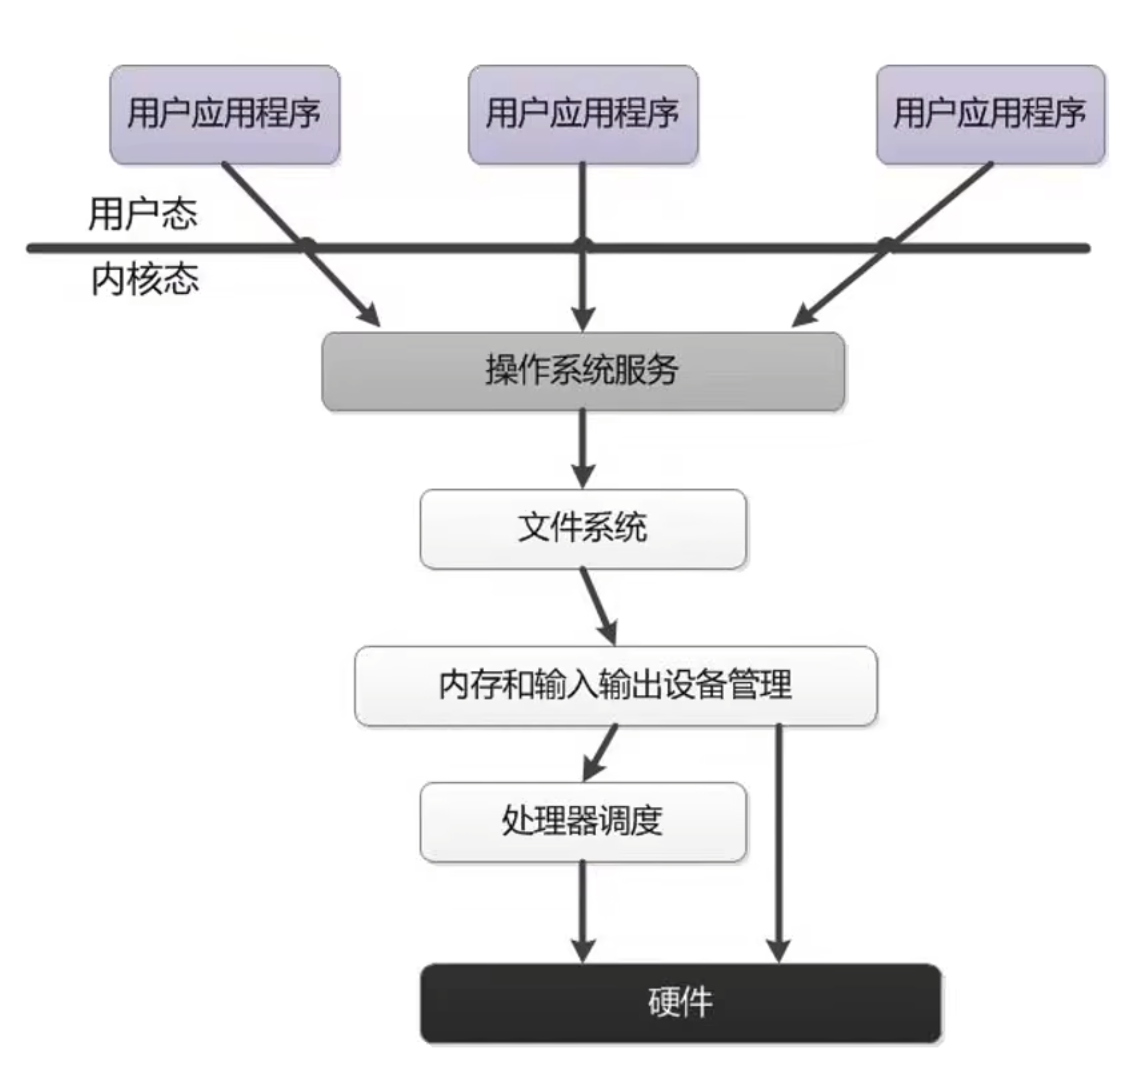 用户应用程序
用户应用程序
用户应用程序
用户态
内核态
操作系统服务
文件系统
内存和输入输出设备管理
处理器调度
硬件